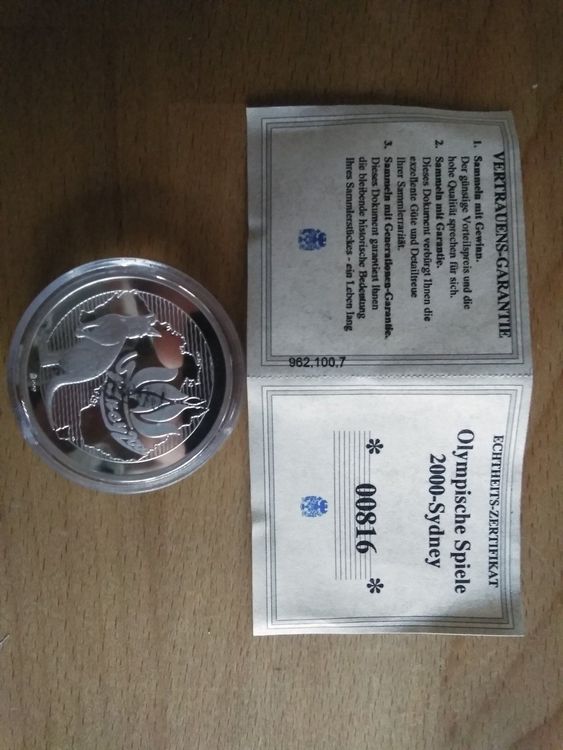 VERTRAUENS-GARANTIE
1. Sammeln mit Gewinn.
Der günstige Vorteilspreis und die
hohe Qualität sprechen für sich.
2. Sammeln mit Garantie.
Dieses Dokument verbürgt Ihnen die
exzellente Güte und Detailtreue
Ihrer Sammlerrarität.
3. Sammeln mit Generationen-Garantie.
Dieses Dokument garantiert Ihnen
die bleibende historische Bedeutung
Ihres Sammlerstückes - ein Leben lang
962,100,7
ECHTHEITS-ZERTIFIKAT
Olympische Spiele
2000-Sydney
* 00816 *